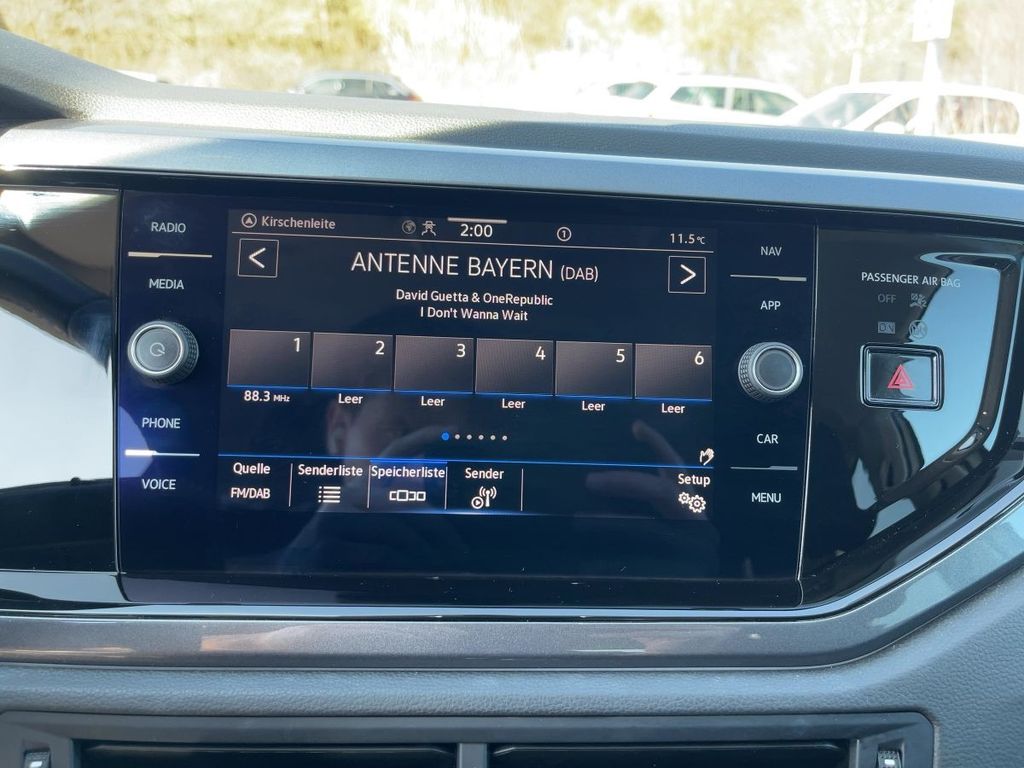 RADIO
MEDIA
PHONE
VOICE
Kirschenleite
2:00
1
11.5°C
< ANTENNE BAYERN (DAB) >
David Guetta & OneRepublic
I Don't Wanna Wait
1 2 3 4 5 6
88.3 MHz Leer Leer Leer Leer Leer
Quelle Senderliste Speicherliste Sender Setup
FM/DAB
NAV
APP
CAR
MENU
PASSENGER AIR BAG
OFF
ON